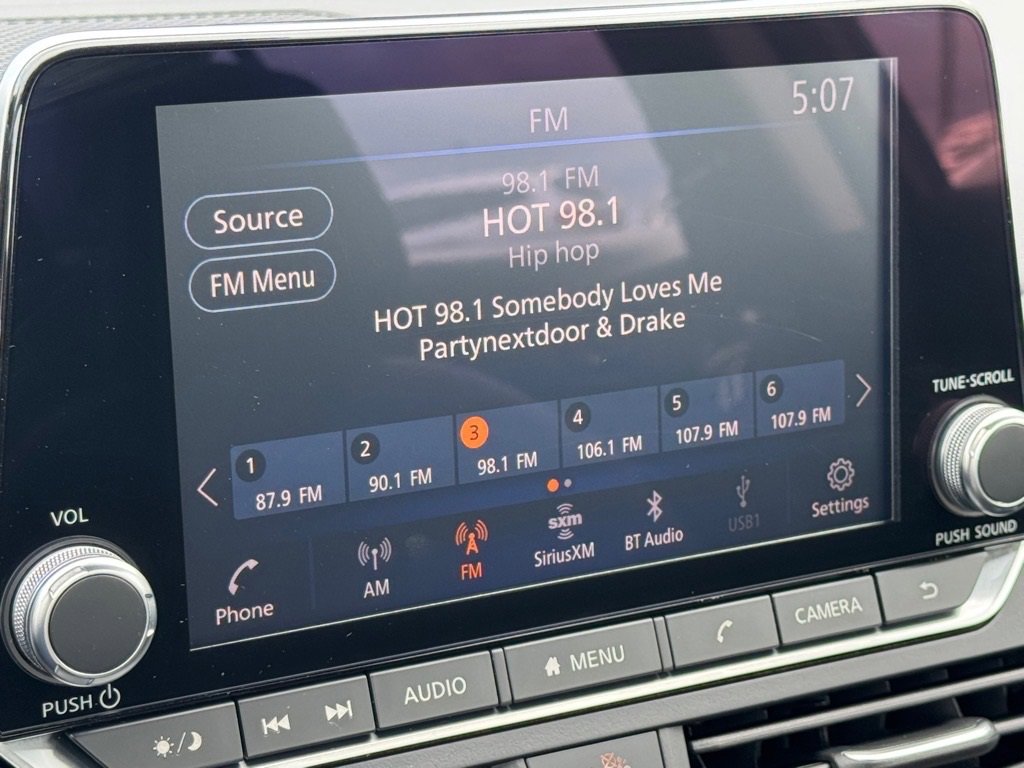 FM
5:07
98.1 FM
Source
HOT 98.1
Hip hop
FM Menu
HOT 98.1 Somebody Loves Me
Partynextdoor & Drake
TUNE·SCROLL
1
2
3
4
5
6
87.9 FM
90.1 FM
98.1 FM
106.1 FM
107.9 FM
107.9 FM
VOL
Phone
AM
FM
sxm
SiriusXM
BT Audio
USB1
Settings
PUSH SOUND
PUSH
AUDIO
MENU
CAMERA